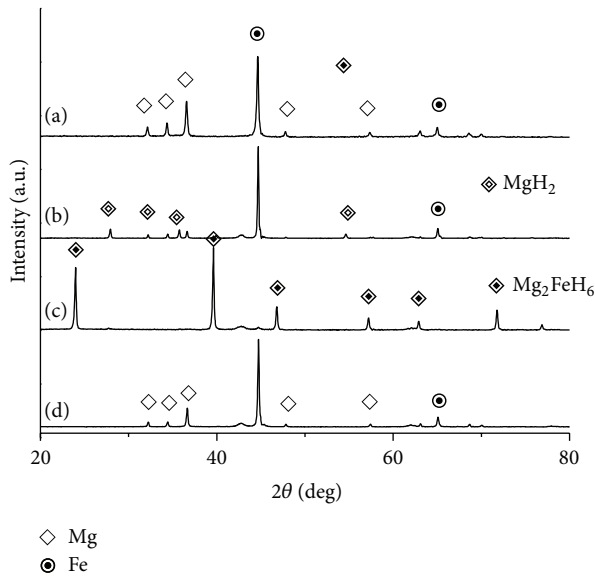 (a)
(b)
MgH₂
(c)
Mg₂FeH₆
(d)
Intensity (a.u.)
20 40 60 80
2θ (deg)
Mg
Fe